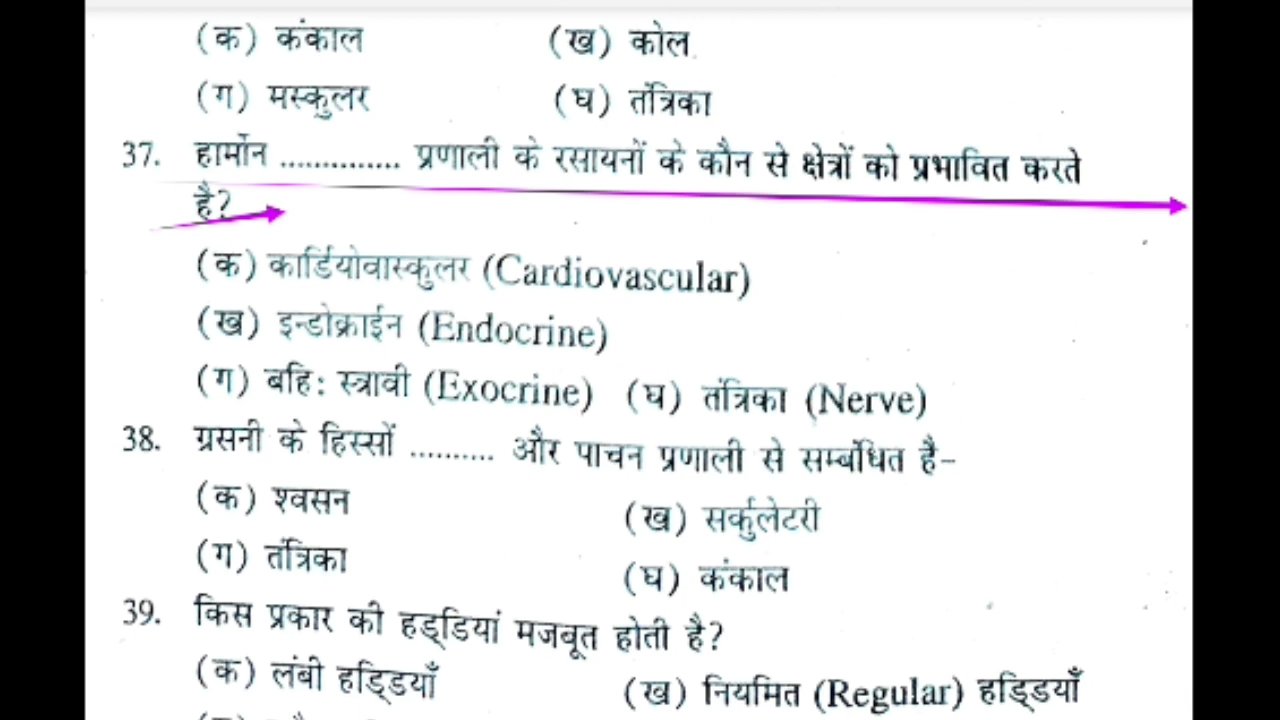 (क) कंकाल (ख) कोल
(ग) मस्कुलर (घ) तंत्रिका
37. हार्मोन .............. प्रणाली के रसायनों के कौन से क्षेत्रों को प्रभावित करते
है?
(क) कार्डियोवास्कुलर (Cardiovascular)
(ख) इन्डोक्राईन (Endocrine)
(ग) बहि: स्त्रावी (Exocrine) (घ) तंत्रिका (Nerve)
38. ग्रसनी के हिस्सों .......... और पाचन प्रणाली से सम्बंधित है-
(क) श्वसन (ख) सर्कुलेटरी
(ग) तंत्रिका (घ) कंकाल
39. किस प्रकार की हड्डियां मजबूत होती है?
(क) लंबी हड्डियाँ (ख) नियमित (Regular) हड्डियाँ